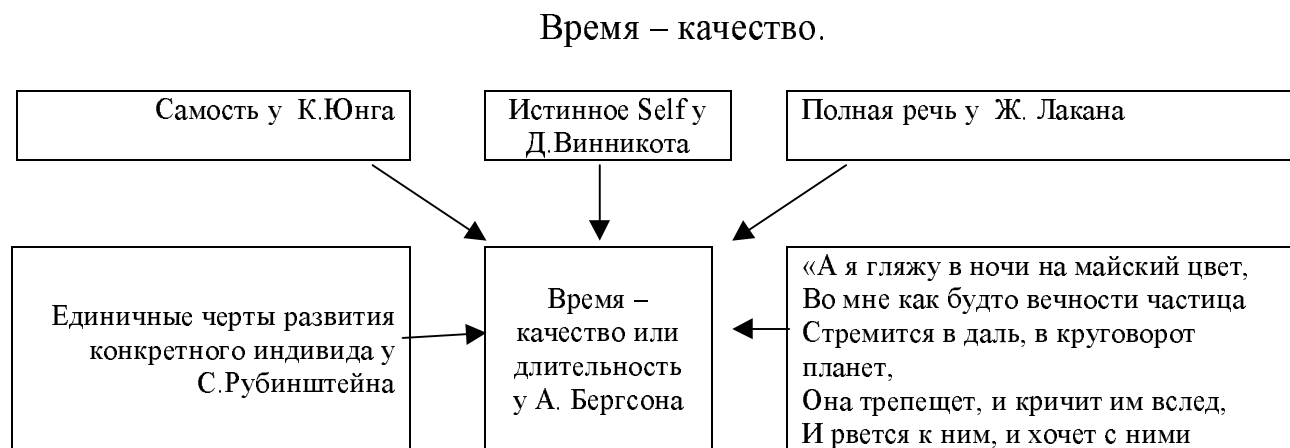 Время – качество.
Самость у К.Юнга
Истинное Self у
Д.Винникота
Полная речь у Ж. Лакана
Единичные черты развития
конкретного индивида у
С.Рубинштейна
Время –
качество или
длительность
у А. Бергсона
«А я гляжу в ночи на майский цвет,
Во мне как будто вечности частица
Стремится в даль, в круговорот
планет,
Она трепещет, и кричит им вслед,
И рвется к ним, и хочет с ними